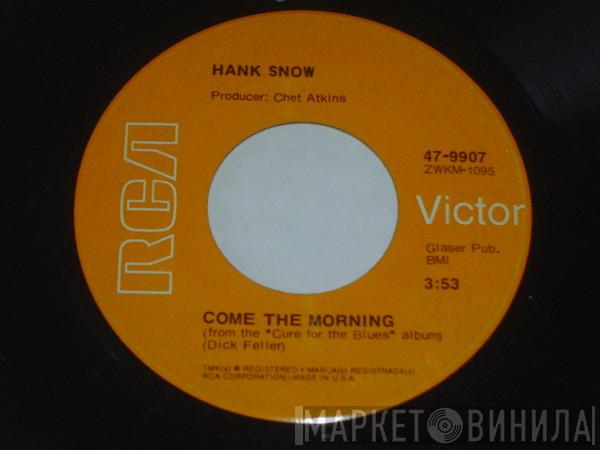 HANK SNOW
Producer: Chet Atkins
RCA
47-9907
ZWKM-1095
Victor
Glaser Pub.
BMI
3:53
COME THE MORNING
(from the "Cure for the Blues" album)
(Dick Feller)
TMK(s) ® REGISTERED • MARCA(s) REGISTRADA(s)
RCA CORPORATION—MADE IN U.S.A.
МАРКЕТ ВИНИЛА